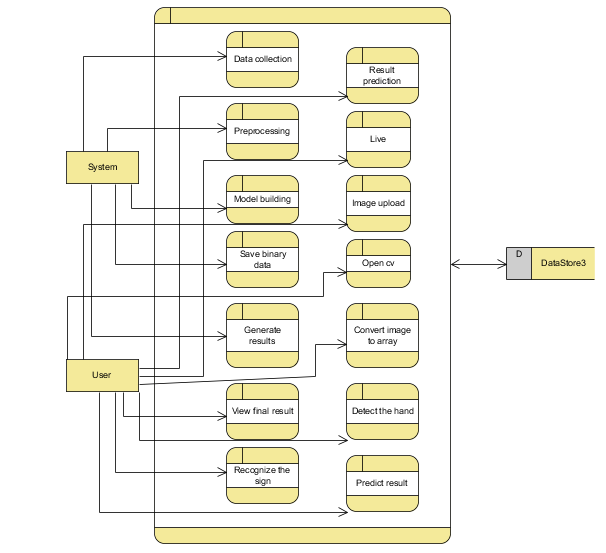 Data collection
Result
prediction
Preprocessing
Live
System
Model building
Image upload
Save binary
data
Open cv
D
DataStore3
Generate
results
Convert image
to array
User
View final result
Detect the hand
Recognize the
sign
Predict result